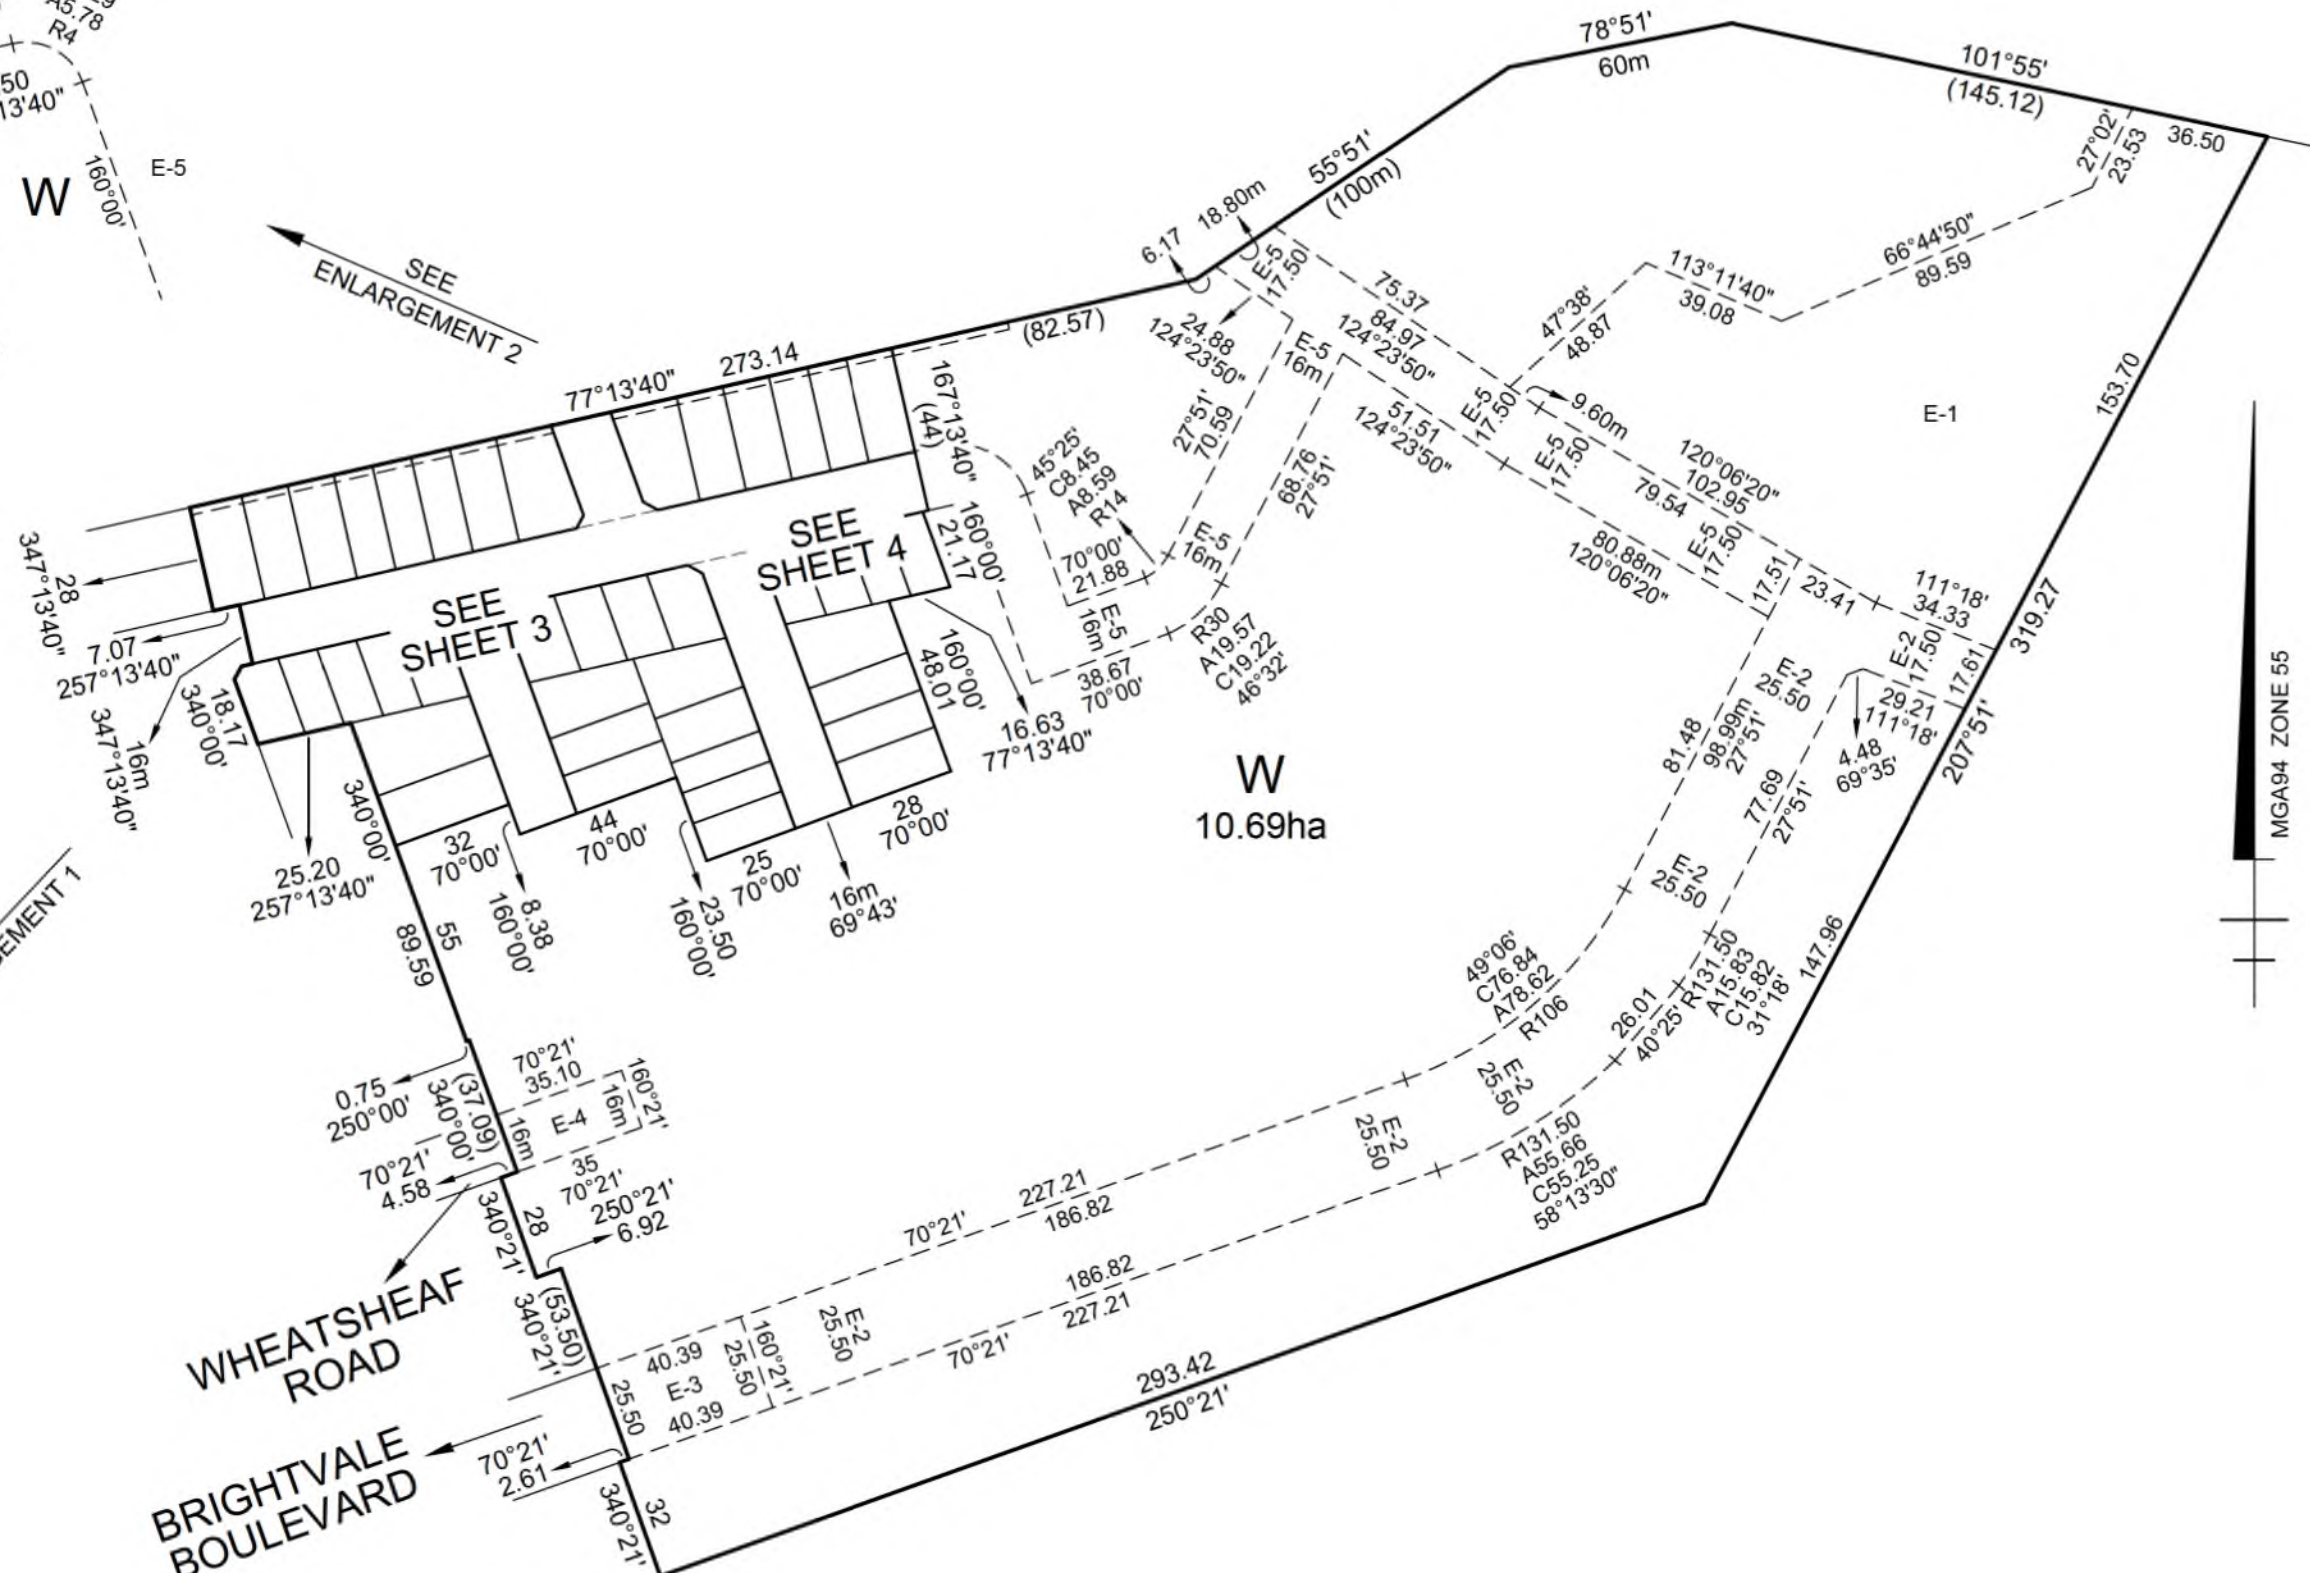 A5.78
R4
50
13'40"
W
160°00'
E-5
SEE
ENLARGEMENT 2
78°51'
60m
101°55'
(145.12)
36.50
27°02'
23.53
55°51'
(100m)
18.80m
6.17
E-5
17.50
66°44'50"
89.59
113°11'40"
39.08
47°38'
48.87
75.37
84.97
124°23'50"
24.88
124°23'50"
E-5
16m
(82.57)
273.14
77°13'40"
167°13'40"
(44)
27°51'
70.59
51.51
124°23'50"
E-5
17.50
9.60m
E-5
17.50
153.70
E-1
120°06'20"
102.95
79.54
45°25'
C8.45
A8.59
R14
68.76
27°51'
E-5
17.50
80.88m
120°06'20"
17.51
23.41
111°18'
34.33
319.27
207°51'
E-2
17.50
17.61
29.21
111°18'
4.48
69°35'
SEE
SHEET 4
160°00'
21.17
70°00'
21.88
E-5
16m
E-5
16m
R30
A19.57
C19.22
46°32'
38.67
70°00'
28
347°13'40"
7.07
257°13'40"
16m
347°13'40"
18.17
340°00'
SEE
SHEET 3
160°00'
48.01
16.63
77°13'40"
W
10.69ha
E-2
25.50
81.48
98.99m
27°51'
77.69
27°51'
MGA94 ZONE 55
340°00'
32
70°00'
44
70°00'
25
70°00'
28
70°00'
25.20
257°13'40"
8.38
160°00'
23.50
160°00'
16m
69°43'
EMENT 1
55
89.59
E-2
25.50
147.96
49°06'
C76.84
A78.62
R106
R131.50
A15.83
C15.82
31°18'
26.01
40°25'
0.75
250°00'
(37.09)
340°00'
70°21'
35.10
160°21'
16m
E-4
16m
35
70°21'
70°21'
4.58
340°21'
28
250°21'
6.92
E-2
25.50
E-2
25.50
R131.50
A55.66
C55.25
58°13'30"
227.21
70°21'
186.82
WHEATSHEAF
ROAD
(53.50)
340°21'
40.39
E-3
40.39
25.50
25.50
160°21'
E-2
25.50
186.82
227.21
70°21'
293.42
250°21'
BRIGHTVALE
BOULEVARD
70°21'
2.61
340°21'
32